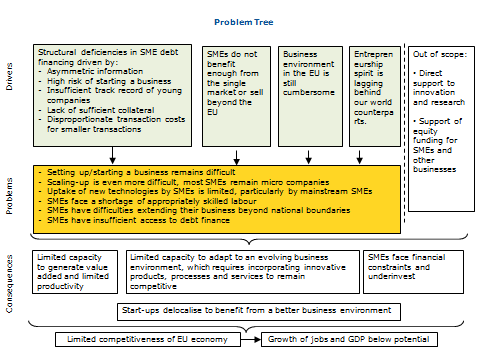 Problem Tree
Drivers
Structural deficiencies in SME debt
financing driven by:
- Asymmetric information
- High risk of starting a business
- Insufficient track record of young
companies
- Lack of sufficient collateral
- Disproportionate transaction costs
for smaller transactions
SMEs do not
benefit
enough from
the single
market or sell
beyond the
EU
Business
environment
in the EU is
still
cumbersome
Entrepren
eurship
spirit is
lagging
behind
our world
counterpa
rts.
Out of scope:
• Direct
support to
innovation
and research
• Support of
equity
funding for
SMEs and
other
businesses
Problems
- Setting up/starting a business remains difficult
- Scaling-up is even more difficult, most SMEs remain micro companies
- Uptake of new technologies by SMEs is limited, particularly by mainstream SMEs
- SMEs face a shortage of appropriately skilled labour
- SMEs have difficulties extending their business beyond national boundaries
- SMEs have insufficient access to debt finance
Consequences
Limited capacity
to generate value
added and limited
productivity
Limited capacity to adapt to an evolving business
environment, which requires incorporating innovative
products, processes and services to remain
competitive
SMEs face financial
constraints and
underinvest
Start-ups delocalise to benefit from a better business environment
Limited competitiveness of EU economy
Growth of jobs and GDP below potential